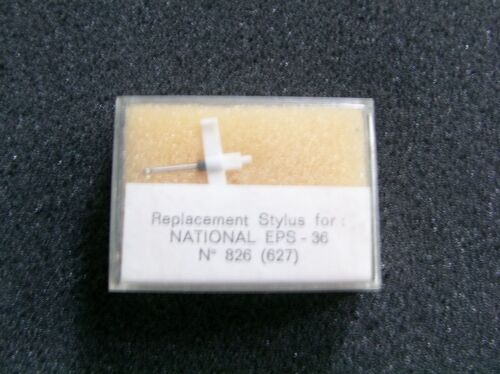 Replacement Stylus for:
NATIONAL EPS - 36
N° 826 (627)